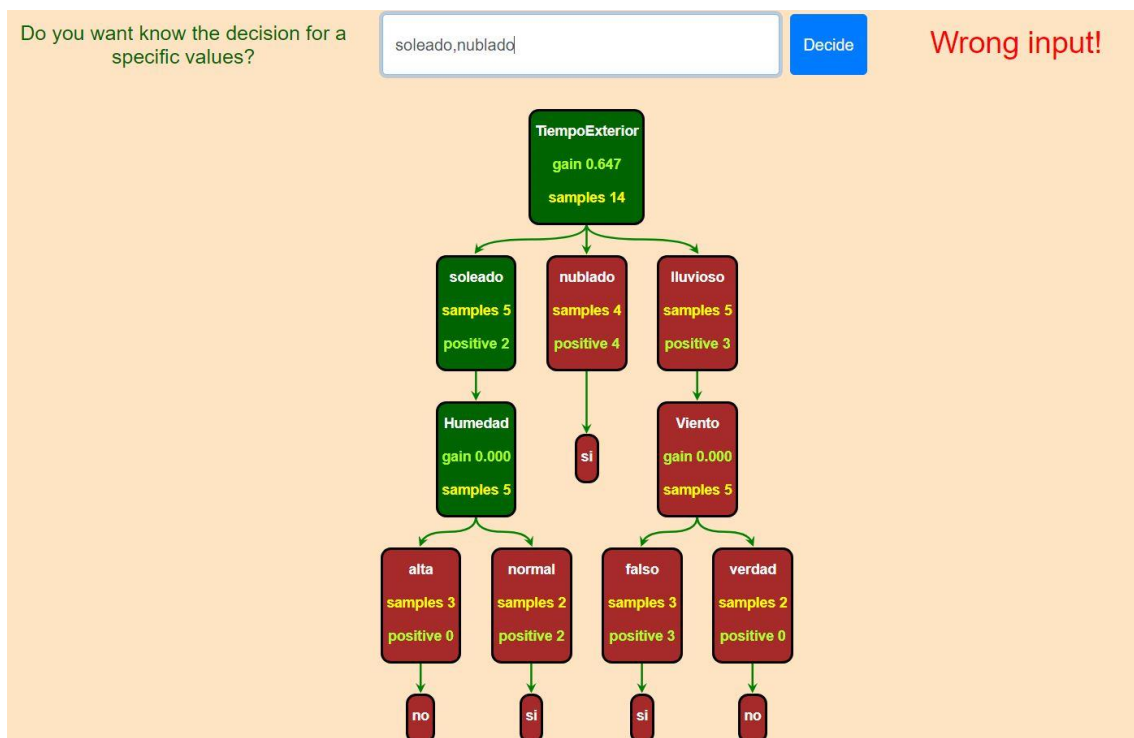 Do you want know the decision for a
specific values?
soleado,nublado
Decide
Wrong input!
TiempoExterior
gain 0.647
samples 14
soleado
samples 5
positive 2
nublado
samples 4
positive 4
lluvioso
samples 5
positive 3
Humedad
gain 0.000
samples 5
si
Viento
gain 0.000
samples 5
alta
samples 3
positive 0
normal
samples 2
positive 2
falso
samples 3
positive 3
verdad
samples 2
positive 0
no
si
si
no